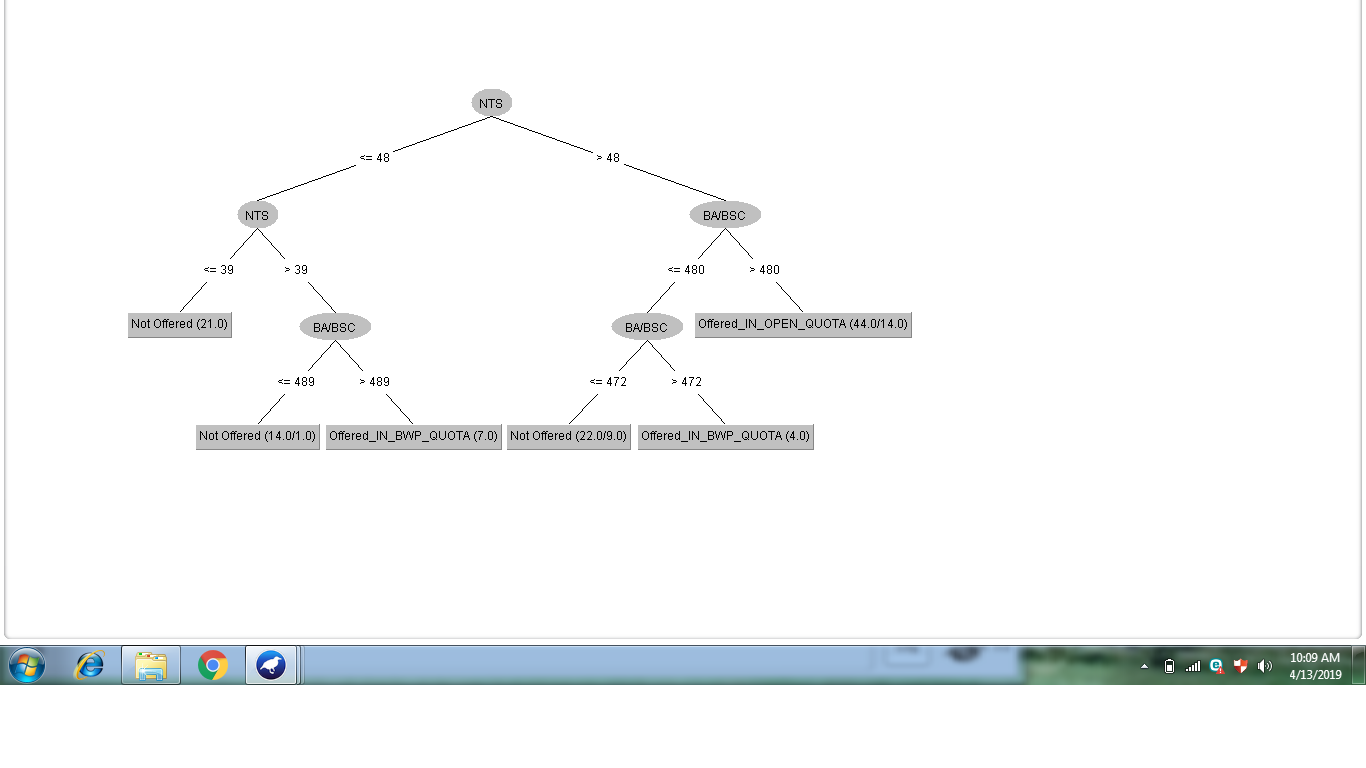 NTS
<= 48 > 48
NTS BA/BSC
<= 39 > 39 <= 480 > 480
Not Offered (21.0) BA/BSC BA/BSC Offered_IN_OPEN_QUOTA (44.0/14.0)
<= 489 > 489 <= 472 > 472
Not Offered (14.0/1.0) Offered_IN_BWP_QUOTA (7.0) Not Offered (22.0/9.0) Offered_IN_BWP_QUOTA (4.0)
10:09 AM
4/13/2019